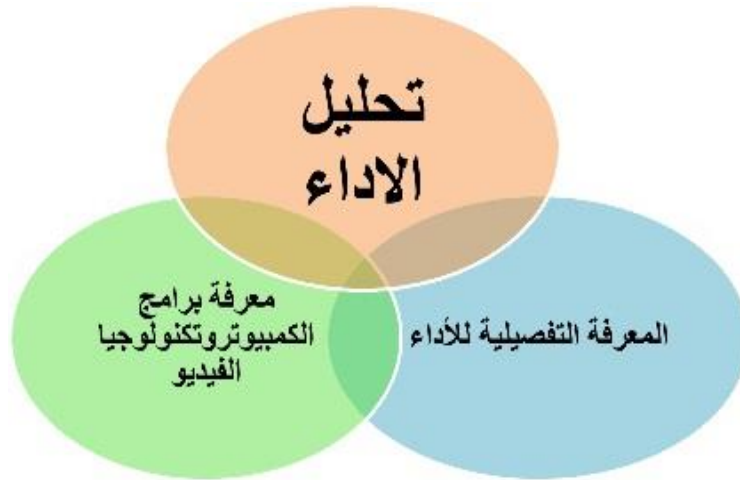 تحليل
الاداء
المعرفة التفصيلية للأداء
معرفة برامج
الكمبيوتروتكنولوجيا
الفيديو